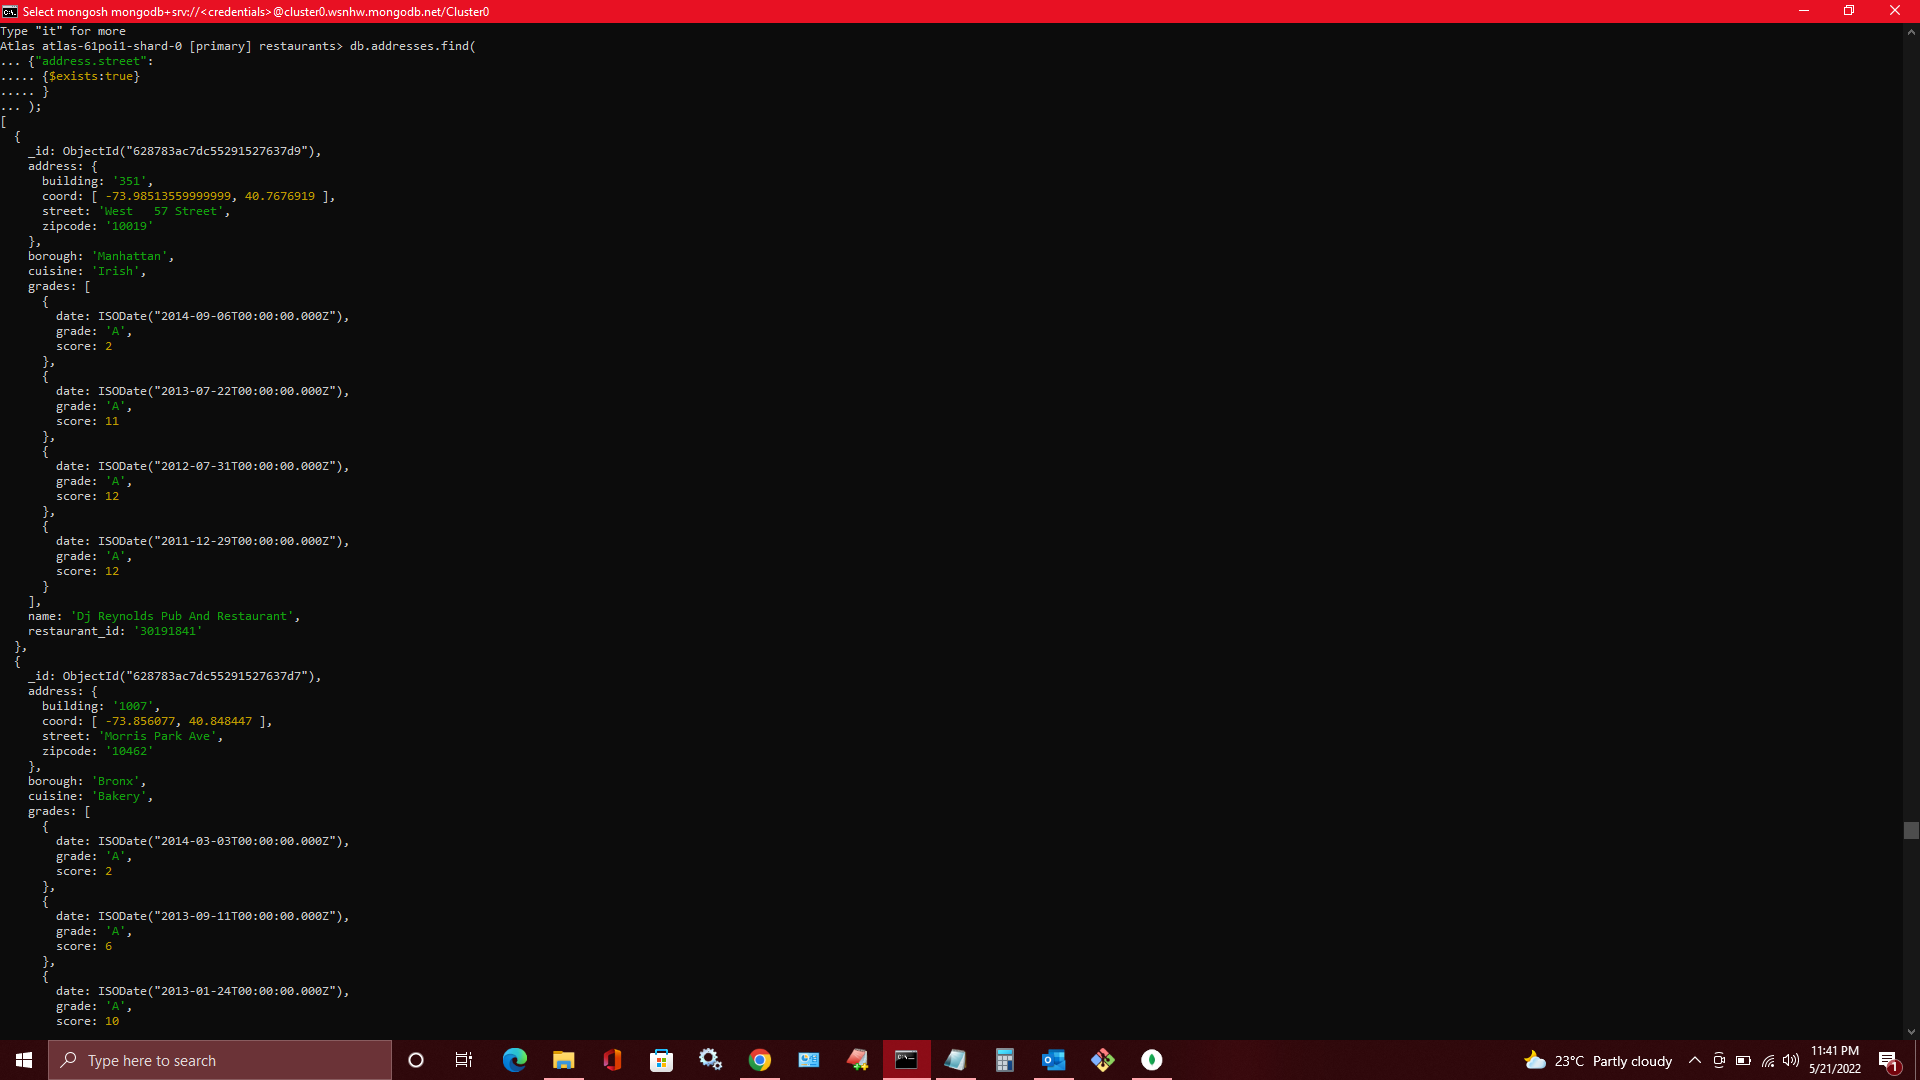 Select mongosh mongodb+srv://<credentials>@cluster0.wsnhw.mongodb.net/Cluster0
Type "it" for more
Atlas atlas-61poi1-shard-0 [primary] restaurants> db.addresses.find(
... {"address.street":
..... {$exists:true}
..... }
... );
[
  {
    _id: ObjectId("628783ac7dc55291527637d9"),
    address: {
      building: '351',
      coord: [ -73.98513559999999, 40.7676919 ],
      street: 'West   57 Street',
      zipcode: '10019'
    },
    borough: 'Manhattan',
    cuisine: 'Irish',
    grades: [
      {
        date: ISODate("2014-09-06T00:00:00.000Z"),
        grade: 'A',
        score: 2
      },
      {
        date: ISODate("2013-07-22T00:00:00.000Z"),
        grade: 'A',
        score: 11
      },
      {
        date: ISODate("2012-07-31T00:00:00.000Z"),
        grade: 'A',
        score: 12
      },
      {
        date: ISODate("2011-12-29T00:00:00.000Z"),
        grade: 'A',
        score: 12
      }
    ],
    name: 'Dj Reynolds Pub And Restaurant',
    restaurant_id: '30191841'
  },
  {
    _id: ObjectId("628783ac7dc55291527637d7"),
    address: {
      building: '1007',
      coord: [ -73.856077, 40.848447 ],
      street: 'Morris Park Ave',
      zipcode: '10462'
    },
    borough: 'Bronx',
    cuisine: 'Bakery',
    grades: [
      {
        date: ISODate("2014-03-03T00:00:00.000Z"),
        grade: 'A',
        score: 2
      },
      {
        date: ISODate("2013-09-11T00:00:00.000Z"),
        grade: 'A',
        score: 6
      },
      {
        date: ISODate("2013-01-24T00:00:00.000Z"),
        grade: 'A',
        score: 10
Type here to search
23°C Partly cloudy
11:41 PM
5/21/2022
1